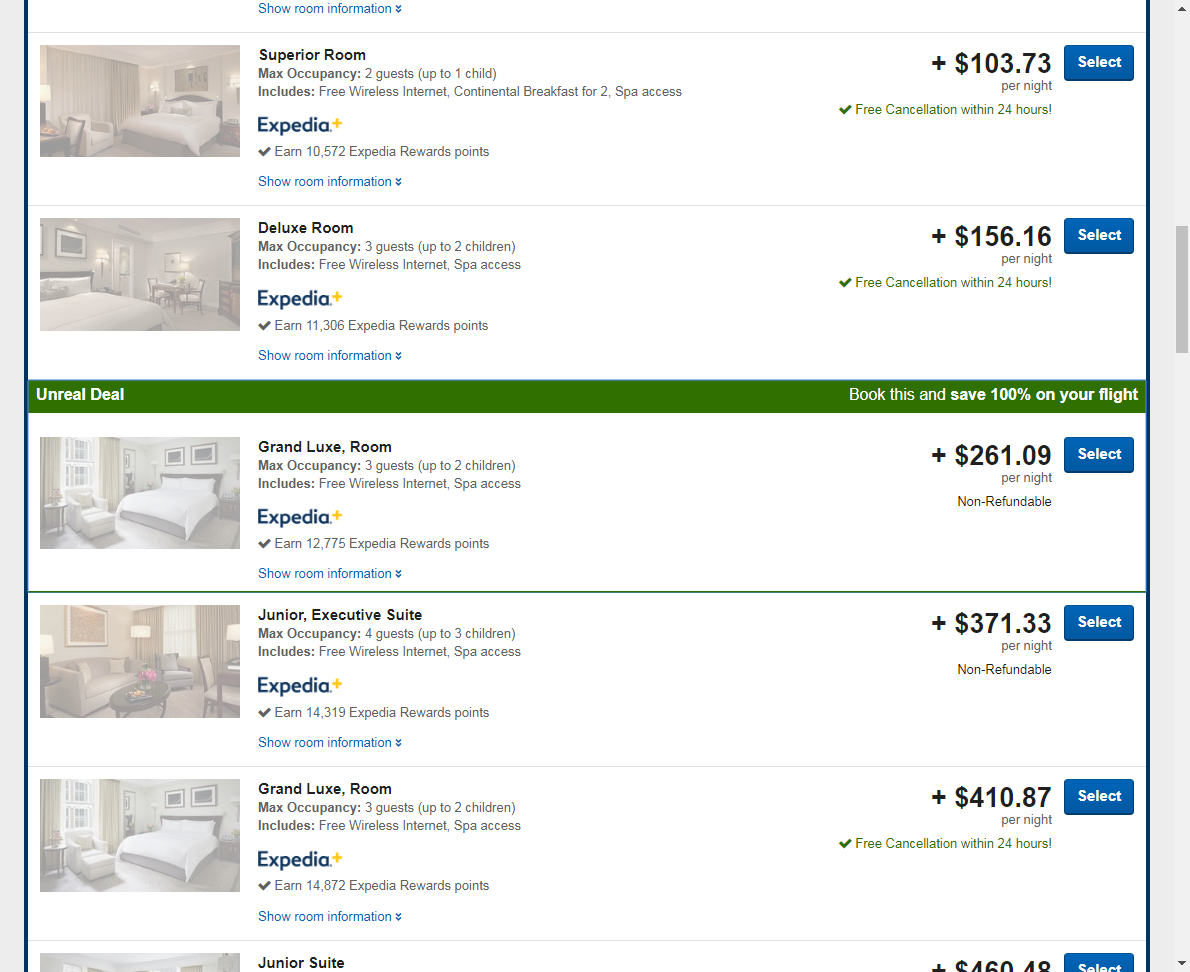 Show room information
Superior Room
Max Occupancy: 2 guests (up to 1 child)
Includes: Free Wireless Internet, Continental Breakfast for 2, Spa access
Expedia+
Earn 10,572 Expedia Rewards points
Show room information
+ $103.73
per night
Free Cancellation within 24 hours!
Select
Deluxe Room
Max Occupancy: 3 guests (up to 2 children)
Includes: Free Wireless Internet, Spa access
Expedia+
Earn 11,306 Expedia Rewards points
Show room information
+ $156.16
per night
Free Cancellation within 24 hours!
Select
Unreal Deal
Book this and save 100% on your flight
Grand Luxe, Room
Max Occupancy: 3 guests (up to 2 children)
Includes: Free Wireless Internet, Spa access
Expedia+
Earn 12,775 Expedia Rewards points
Show room information
+ $261.09
per night
Non-Refundable
Select
Junior, Executive Suite
Max Occupancy: 4 guests (up to 3 children)
Includes: Free Wireless Internet, Spa access
Expedia+
Earn 14,319 Expedia Rewards points
Show room information
+ $371.33
per night
Non-Refundable
Select
Grand Luxe, Room
Max Occupancy: 3 guests (up to 2 children)
Includes: Free Wireless Internet, Spa access
Expedia+
Earn 14,872 Expedia Rewards points
Show room information
+ $410.87
per night
Free Cancellation within 24 hours!
Select
Junior Suite
+ $460.48
Select